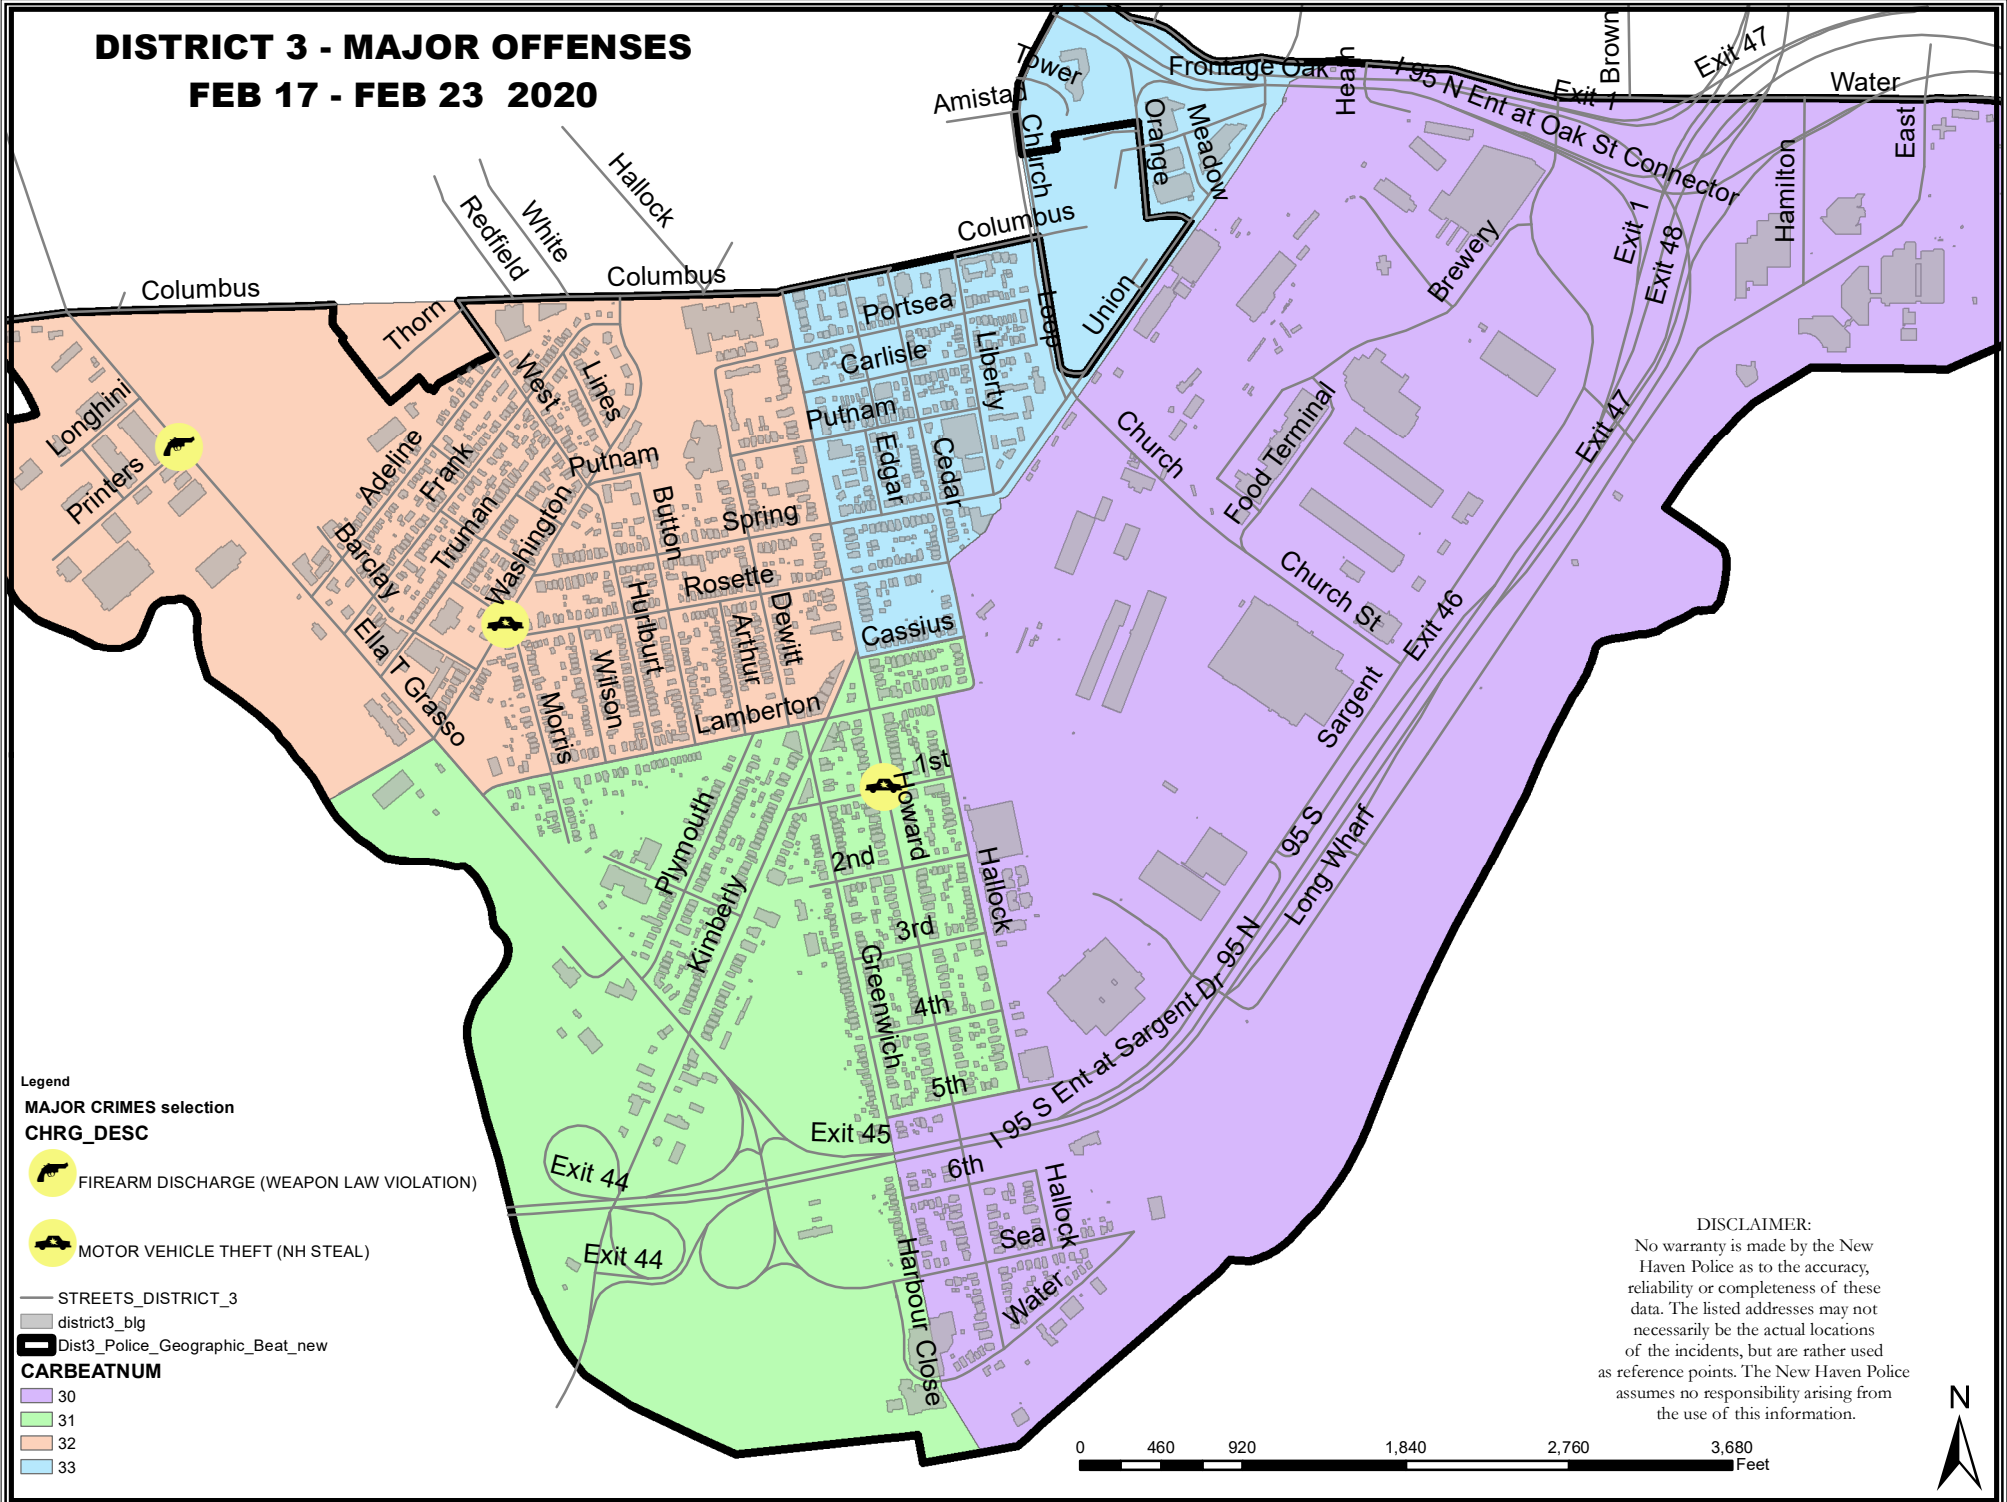 DISTRICT 3 - MAJOR OFFENSES
FEB 17 - FEB 23 2020
Tower
Amistad
Church
Orange
Meadow
Frontage Oak
Heath
I 95 N Ent at Oak St Connector
Exit 1
Brown
Exit 47
Water
East
Hamilton
Exit 1
Exit 48
Brewery
Hallock
White
Redfield
Columbus
Columbus
Columbus
Thorn
Loop
Union
Portsea
Carlisle
Liberty
Putnam
Edgar
Cedar
Cassius
West
Lines
Longhini
Printers
Adeline
Frank
Truman
Washington
Barclay
Putnam
Button
Spring
Rosette
Hurlburt
Dewitt
Arthur
Wilson
Morris
Lamberton
Ella T Grasso
Church
Food Terminal
Church St
Exit 47
Exit 46
Sargent
95 S
Long Wharf
95 N
I 95 S Ent at Sargent Dr
1st
Howard
2nd
Hallock
3rd
Greenwich
4th
5th
Plymouth
Kimberly
Exit 45
Exit 44
Exit 44
6th
Hallock
Sea
Water
Harbour Close
Legend
MAJOR CRIMES selection
CHRG_DESC
FIREARM DISCHARGE (WEAPON LAW VIOLATION)
MOTOR VEHICLE THEFT (NH STEAL)
STREETS_DISTRICT_3
district3_blg
Dist3_Police_Geographic_Beat_new
CARBEATNUM
30
31
32
33
DISCLAIMER:
No warranty is made by the New
Haven Police as to the accuracy,
reliability or completeness of these
data. The listed addresses may not
necessarily be the actual locations
of the incidents, but are rather used
as reference points. The New Haven Police
assumes no responsibility arising from
the use of this information.
N
0 460 920 1,840 2,760 3,680
Feet